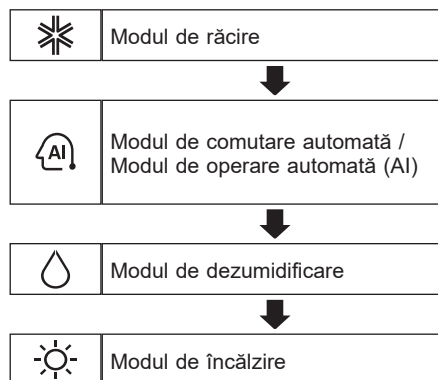 Modul de răcire
AI
Modul de comutare automată /
Modul de operare automată (AI)
Modul de dezumidificare
Modul de încălzire